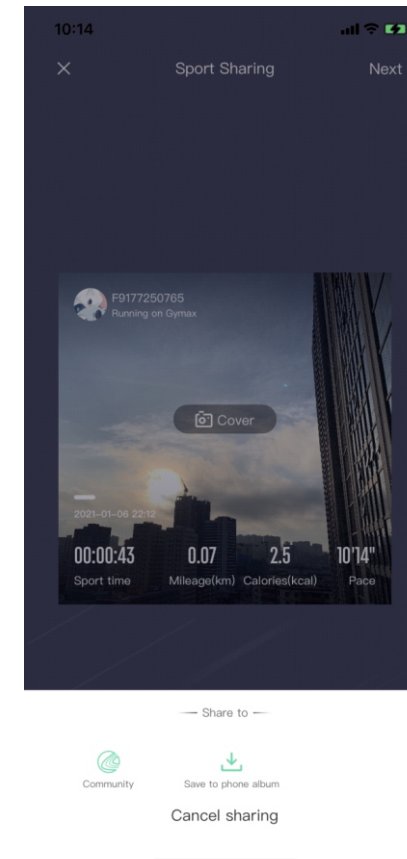 10:14
Sport Sharing
Next
F9177250765
Running on Gymax
Cover
2021-01-06 22:12
00:00:43 0.07 2.5 10'14"
Sport time Mileage(km) Calories(kcal) Pace
Share to
Community Save to phone album
Cancel sharing